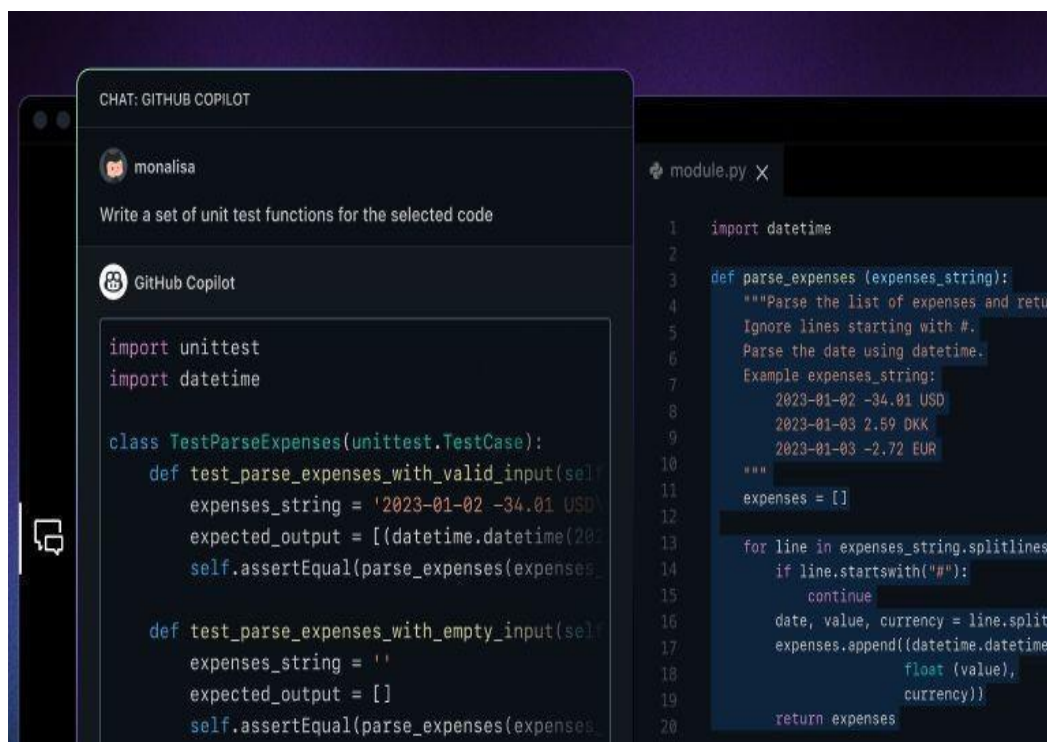 CHAT: GITHUB COPILOT
monalisa
Write a set of unit test functions for the selected code
GitHub Copilot
import unittest
import datetime
class TestParseExpenses(unittest.TestCase):
def test_parse_expenses_with_valid_input(self
expenses_string = '2023-01-02 -34.01 USD\
expected_output = [(datetime.datetime(202
self.assertEqual(parse_expenses(expenses_
def test_parse_expenses_with_empty_input(self
expenses_string = ''
expected_output = []
self.assertEqual(parse_expenses(expenses_
module.py
1 import datetime
2
3 def parse_expenses (expenses_string):
4 """Parse the list of expenses and retu
5 Ignore lines starting with #.
6 Parse the date using datetime.
7 Example expenses_string:
8 2023-01-02 -34.01 USD
9 2023-01-03 2.59 DKK
10 2023-01-03 -2.72 EUR
"""
11 expenses = []
12
13 for line in expenses_string.splitlines
14 if line.startswith("#"):
15 continue
16 date, value, currency = line.split
17 expenses.append((datetime.datetime
18 float (value),
19 currency))
20 return expenses